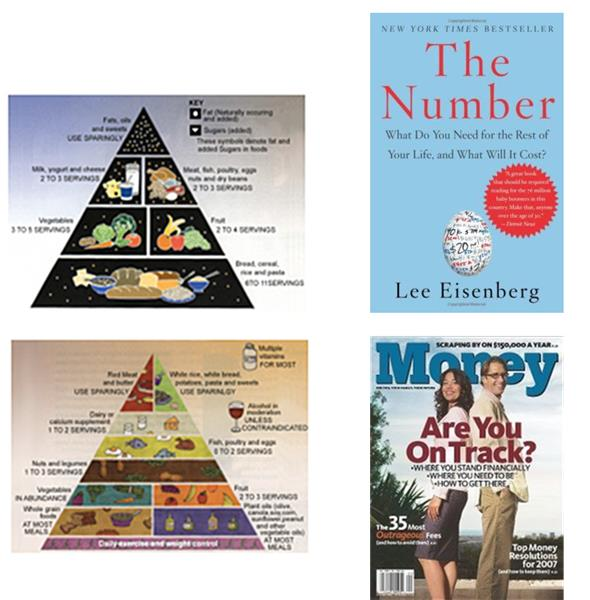 KEY
Fat (Naturally occuring
and added)
Sugars (added)
These symbols denote fat and
added Sugars in foods
Fats, oils
and sweets
USE SPARINGLY
Milk, yogurt and cheese
2 TO 3 SERVINGS
Meat, fish, poultry, eggs
nuts and dry beans
2 TO 3 SERVINGS
Vegetables
3 TO 5 SERVINGS
Fruit
2 TO 4 SERVINGS
Bread, cereal,
rice and pasta
6TO 11SERVINGS
NEW YORK TIMES BESTSELLER
The
Number
What Do You Need for the Rest of
Your Life, and What Will It Cost?
"A great book
that should be required
reading for the 76 million
baby boomers in this
country. Make that, anyone
over the age of 30."
—Detroit News
Lee Eisenberg
Multiple
vitamins
FOR MOST
Red Meat
and butter
USE SPARINGLY
White rice, white bread,
potatoes, pasta and sweets
USE SPARINLGY
Alcohol in
moderation
UNLESS
CONTRAINDICATED
Dairy or
calcium supplement
1 TO 2 SERVINGS
Fish, poultry and eggs
0 TO 2 SERVINGS
Nuts and legumes
1 TO 3 SERVINGS
Vegetables
IN ABUNDANCE
Fruit
2 TO 3 SERVINGS
Whole grain
foods
AT MOST
MEALS
Plant oils (olive,
canola, soy, corn,
sunflower, peanut
and other
vegetable oils)
AT MOST
MEALS
Daily exercise and weight control
SCRAPING BY ON $150,000 A YEAR
Money
Are You
On Track?
•WHERE YOU STAND FINANCIALLY
•WHERE YOU NEED TO BE
•HOW TO GET THERE
The 35 Most
Outrageous Fees
(and how to avoid them)
Top Money
Resolutions
for 2007
(and how to keep them)